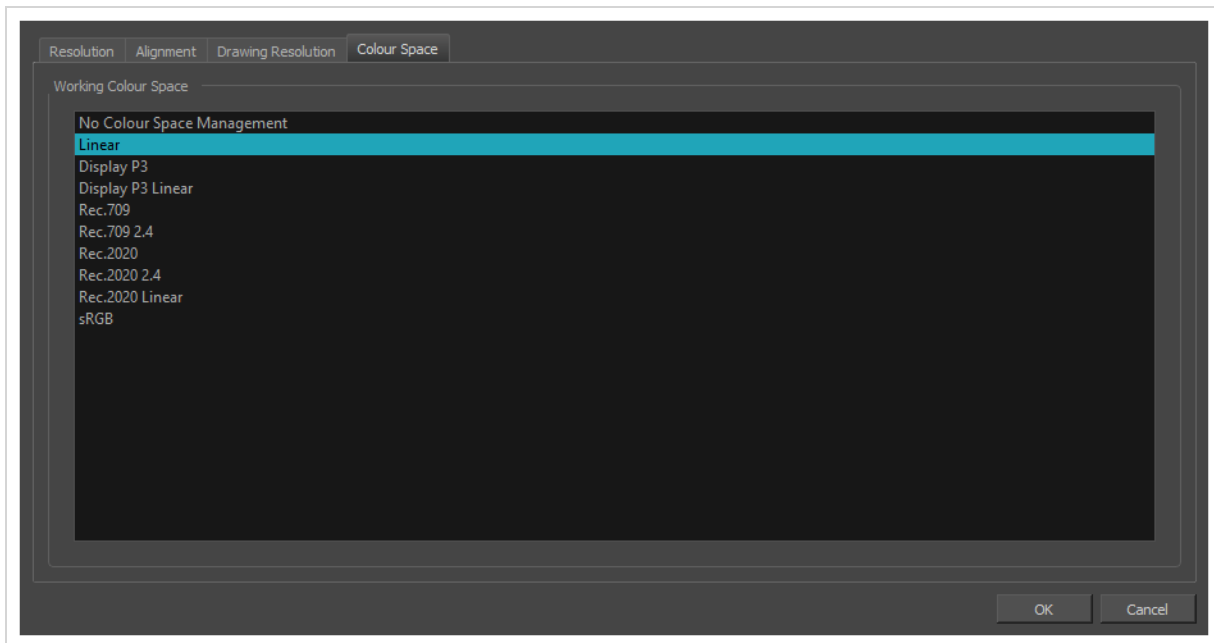 Resolution Alignment Drawing Resolution Colour Space
Working Colour Space
No Colour Space Management
Linear
Display P3
Display P3 Linear
Rec.709
Rec.709 2.4
Rec.2020
Rec.2020 2.4
Rec.2020 Linear
sRGB
OK Cancel